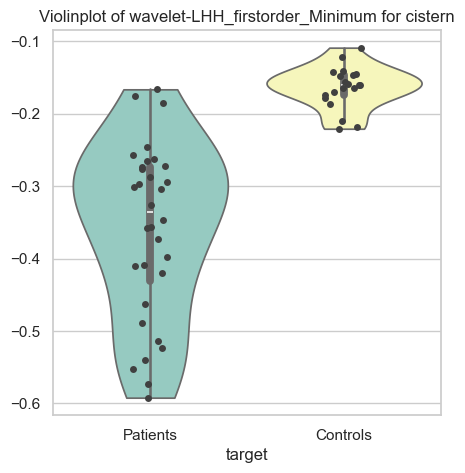 Violinplot of wavelet-LHH_firstorder_Minimum for cistern
−0.1
−0.2
−0.3
−0.4
−0.5
−0.6
Patients
Controls
target